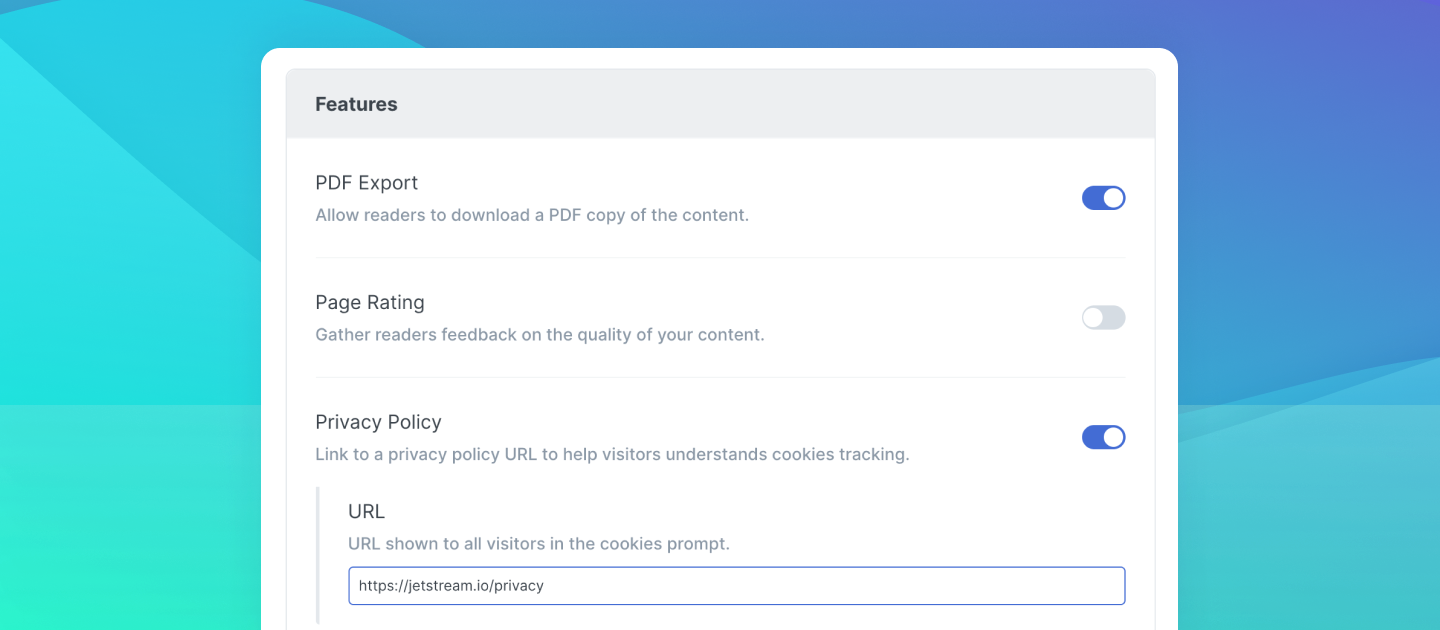 Features
PDF Export
Allow readers to download a PDF copy of the content.
Page Rating
Gather readers feedback on the quality of your content.
Privacy Policy
Link to a privacy policy URL to help visitors understands cookies tracking.
URL
URL shown to all visitors in the cookies prompt.
https://jetstream.io/privacy